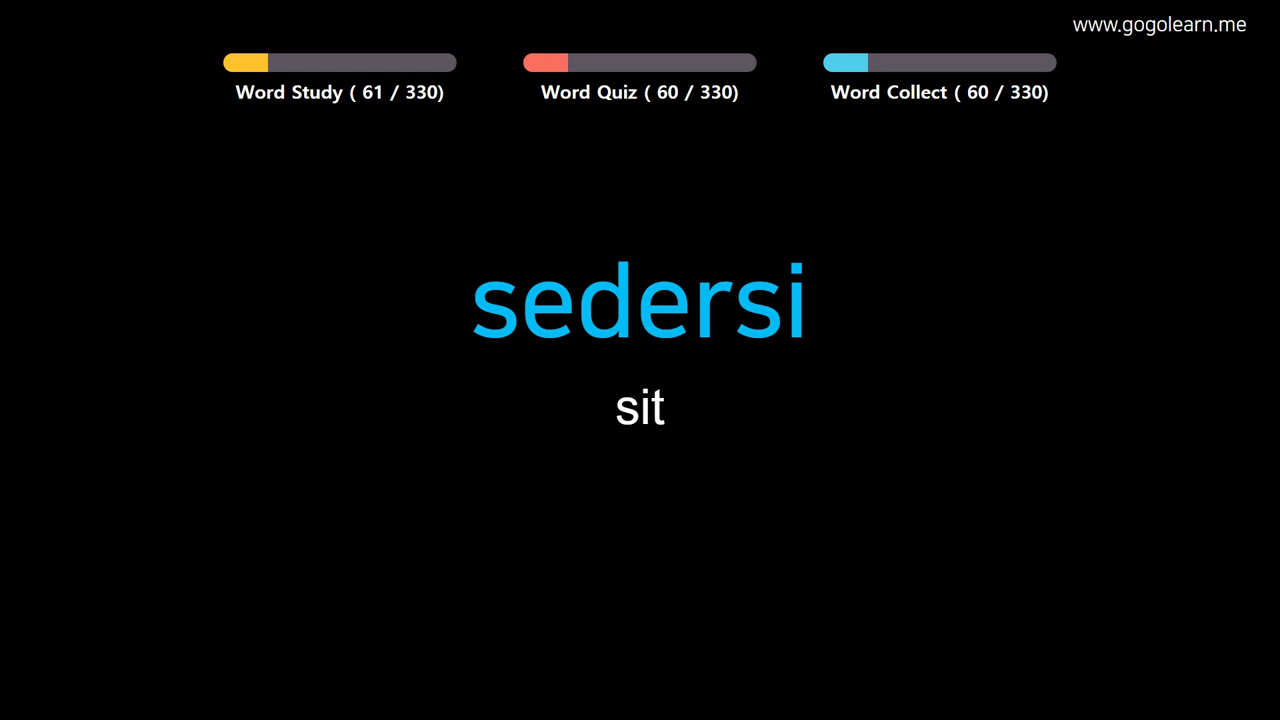 www.gogolearn.me
Word Study ( 61 / 330)
Word Quiz ( 60 / 330)
Word Collect ( 60 / 330)
sedersi
sit